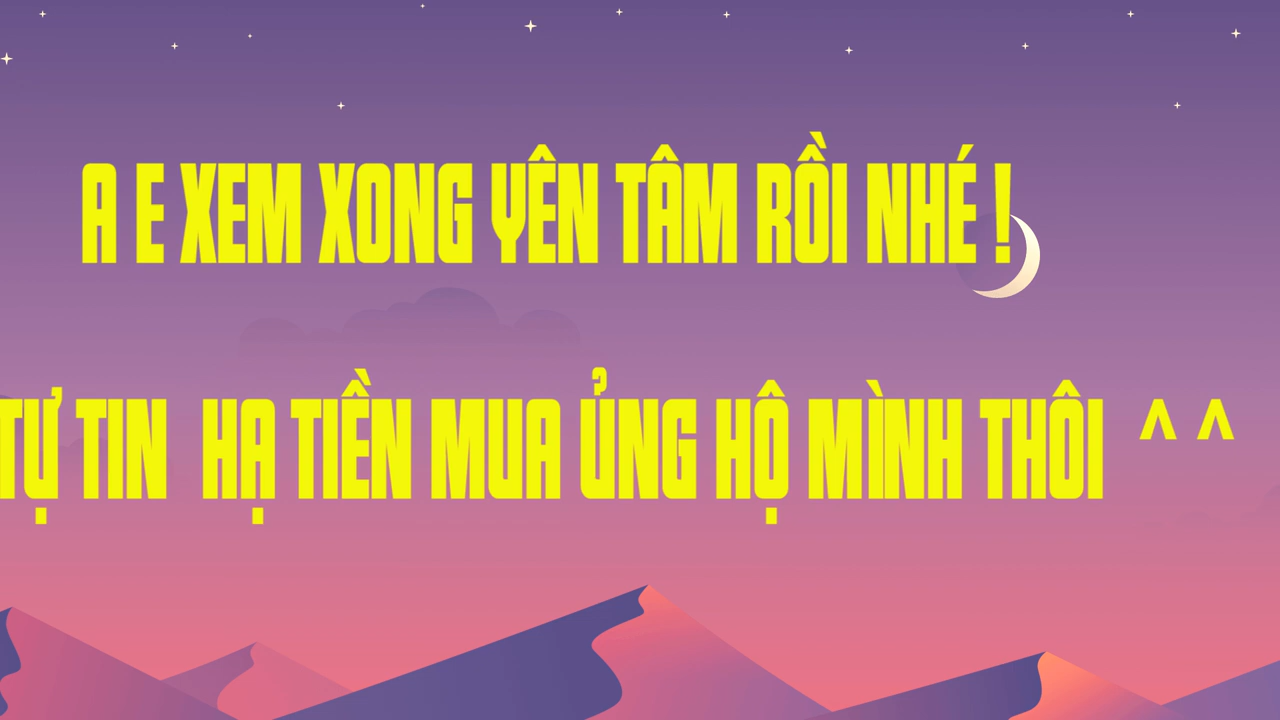 A E XEM XONG YÊN TÂM RỒI NHÉ !
TỰ TIN HẠ TIỀN MUA ỦNG HỘ MÌNH THÔI ^ ^